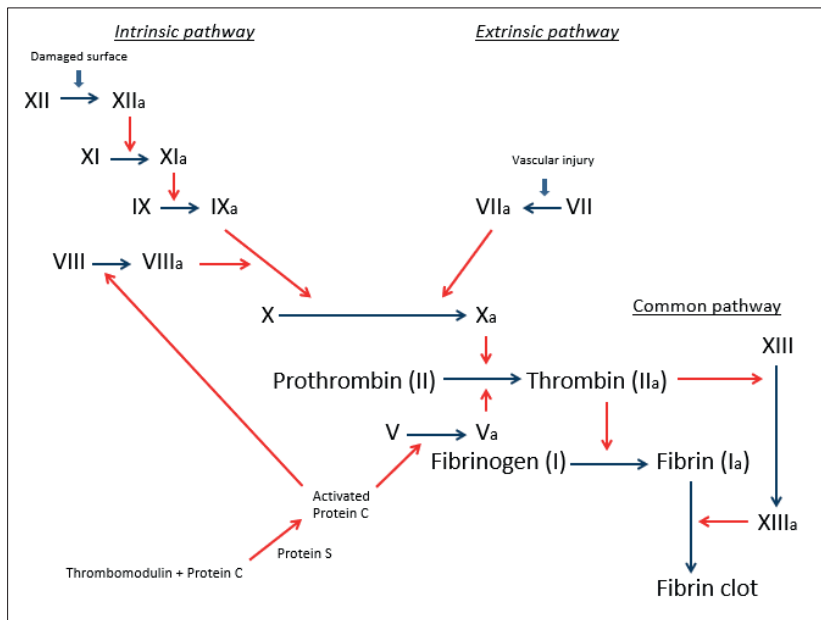 Intrinsic pathway
Extrinsic pathway
Damaged surface
XII
XIIa
XI
XIa
Vascular injury
IX
IXa
VIIa
VII
VIII
VIIIa
X
Xa
Common pathway
XIII
Prothrombin (II)
Thrombin (IIa)
V
Va
Fibrinogen (I)
Fibrin (Ia)
Activated
Protein C
XIIIa
Protein S
Thrombomodulin + Protein C
Fibrin clot